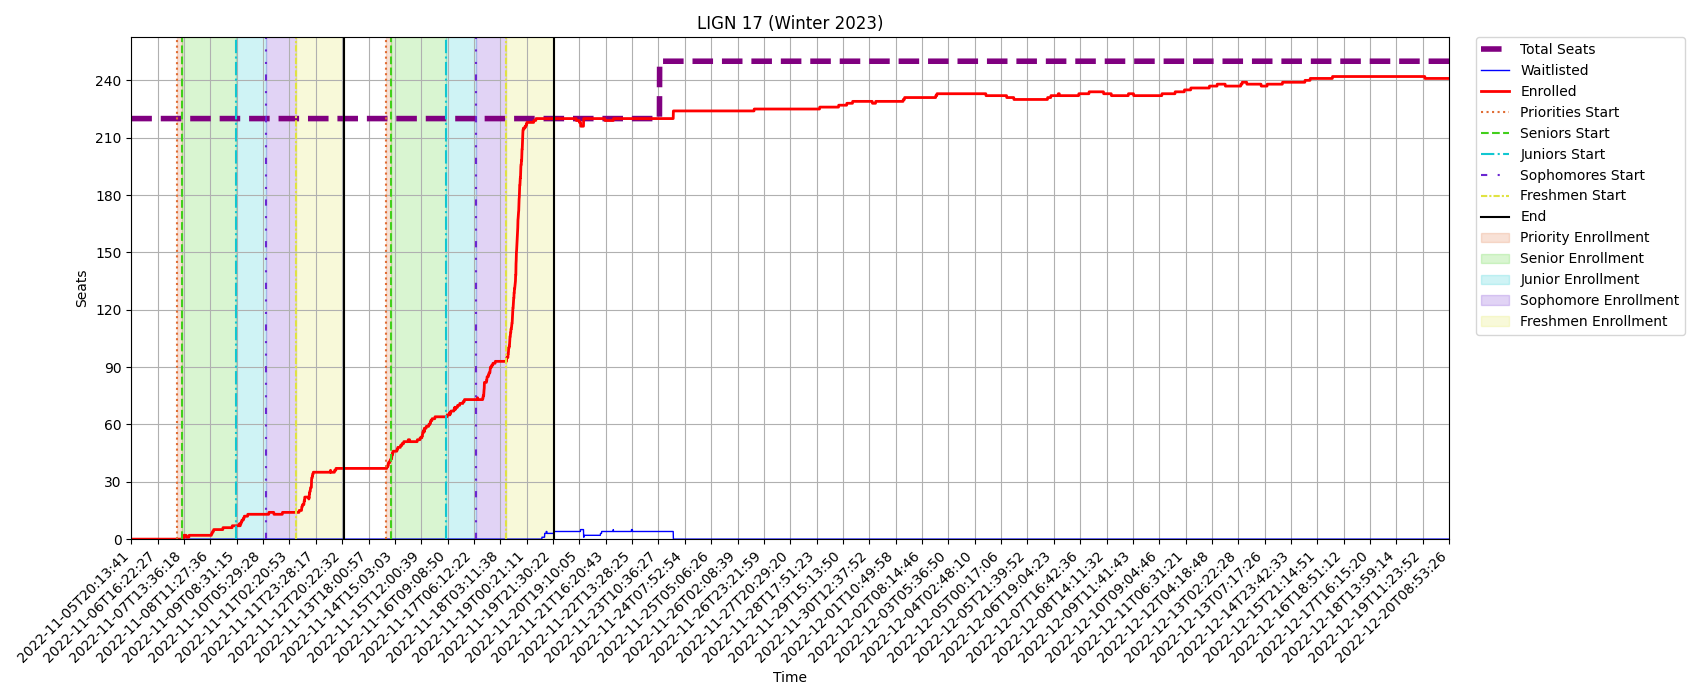 LIGN 17 (Winter 2023)
Seats
240
210
180
150
120
90
60
30
0
2022-11-05T20:13:41
2022-11-06T16:22:27
2022-11-07T13:36:18
2022-11-08T11:27:36
2022-11-09T08:31:15
2022-11-10T05:29:28
2022-11-11T02:20:53
2022-11-11T23:28:17
2022-11-12T20:22:32
2022-11-13T18:00:57
2022-11-14T15:03:03
2022-11-15T12:00:39
2022-11-16T09:08:50
2022-11-17T06:12:22
2022-11-18T03:11:38
2022-11-19T00:21:11
2022-11-19T21:30:22
2022-11-20T19:10:05
2022-11-21T16:20:43
2022-11-22T13:28:25
2022-11-23T10:36:27
2022-11-24T07:52:54
2022-11-25T05:06:26
2022-11-26T02:08:39
2022-11-26T23:21:59
2022-11-27T20:29:20
2022-11-28T17:51:23
2022-11-29T15:13:50
2022-11-30T12:37:52
2022-12-01T10:49:58
2022-12-02T08:14:46
2022-12-03T05:36:50
2022-12-04T02:48:10
2022-12-05T00:17:06
2022-12-05T21:39:52
2022-12-06T19:04:23
2022-12-07T16:42:36
2022-12-08T14:11:32
2022-12-09T11:41:43
2022-12-10T09:04:46
2022-12-11T06:31:21
2022-12-12T04:18:48
2022-12-13T02:22:28
2022-12-13T07:17:26
2022-12-14T23:42:33
2022-12-15T21:14:51
2022-12-16T18:51:12
2022-12-17T16:15:20
2022-12-18T13:59:14
2022-12-19T11:23:52
2022-12-20T08:53:26
Time
Total Seats
Waitlisted
Enrolled
Priorities Start
Seniors Start
Juniors Start
Sophomores Start
Freshmen Start
End
Priority Enrollment
Senior Enrollment
Junior Enrollment
Sophomore Enrollment
Freshmen Enrollment